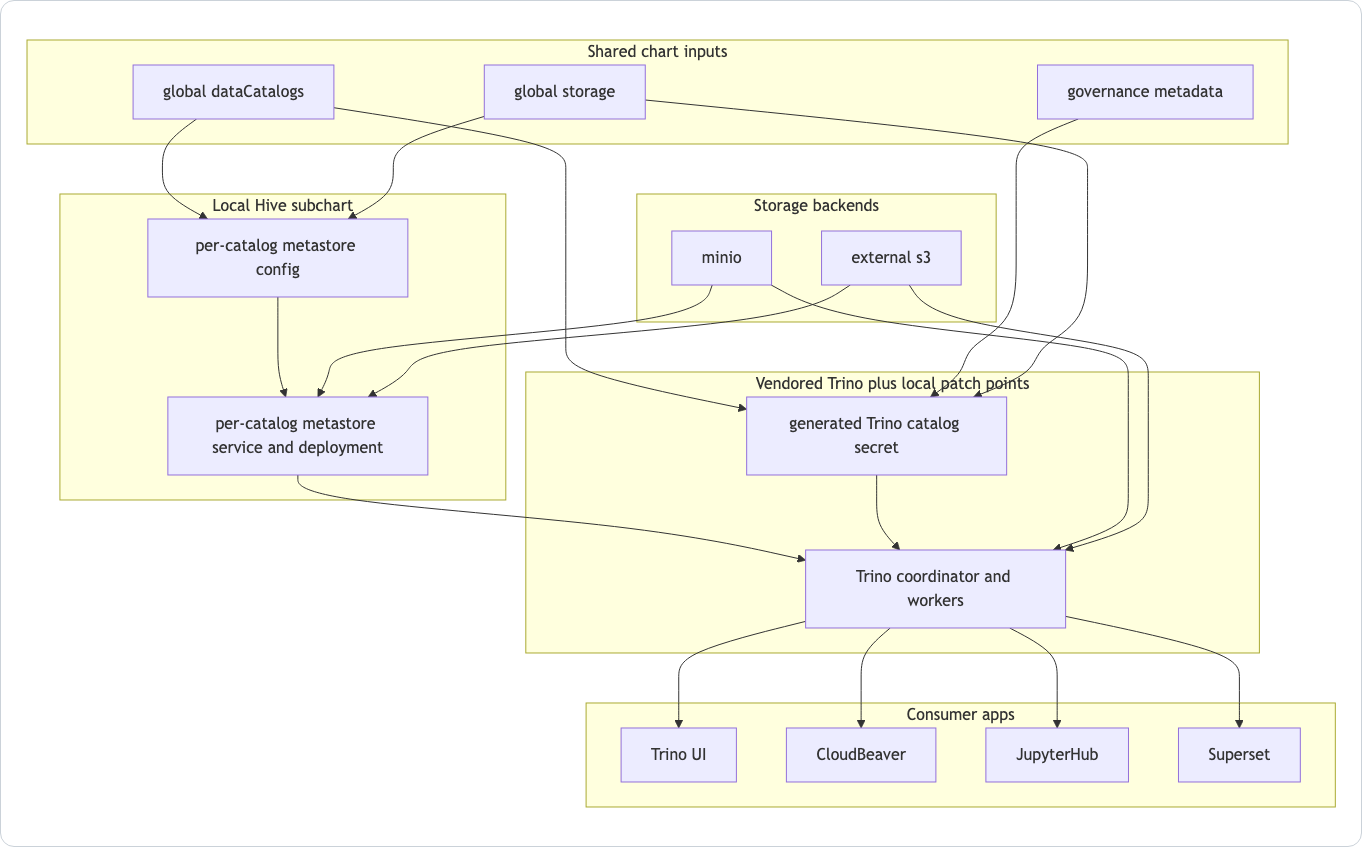 Shared chart inputs
global dataCatalogs
global storage
governance metadata
Local Hive subchart
per-catalog metastore
config
Storage backends
minio
external s3
per-catalog metastore
service and deployment
Vendored Trino plus local patch points
generated Trino catalog
secret
Trino coordinator and
workers
Consumer apps
Trino UI
CloudBeaver
JupyterHub
Superset